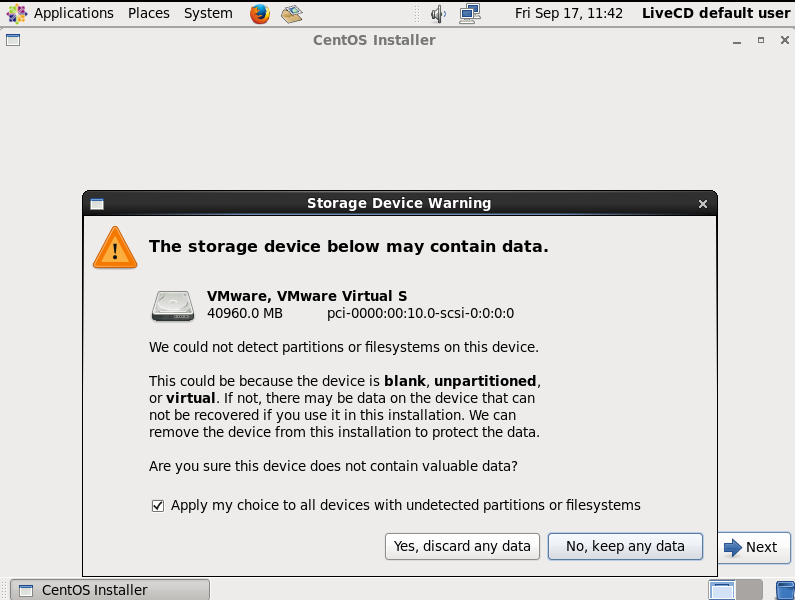 Applications Places System Fri Sep 17, 11:42 LiveCD default user
CentOS Installer
Storage Device Warning
The storage device below may contain data.
VMware, VMware Virtual S
40960.0 MB pci-0000:00:10.0-scsi-0:0:0:0
We could not detect partitions or filesystems on this device.
This could be because the device is blank, unpartitioned,
or virtual. If not, there may be data on the device that can
not be recovered if you use it in this installation. We can
remove the device from this installation to protect the data.
Are you sure this device does not contain valuable data?
Apply my choice to all devices with undetected partitions or filesystems
Yes, discard any data No, keep any data Next
CentOS Installer